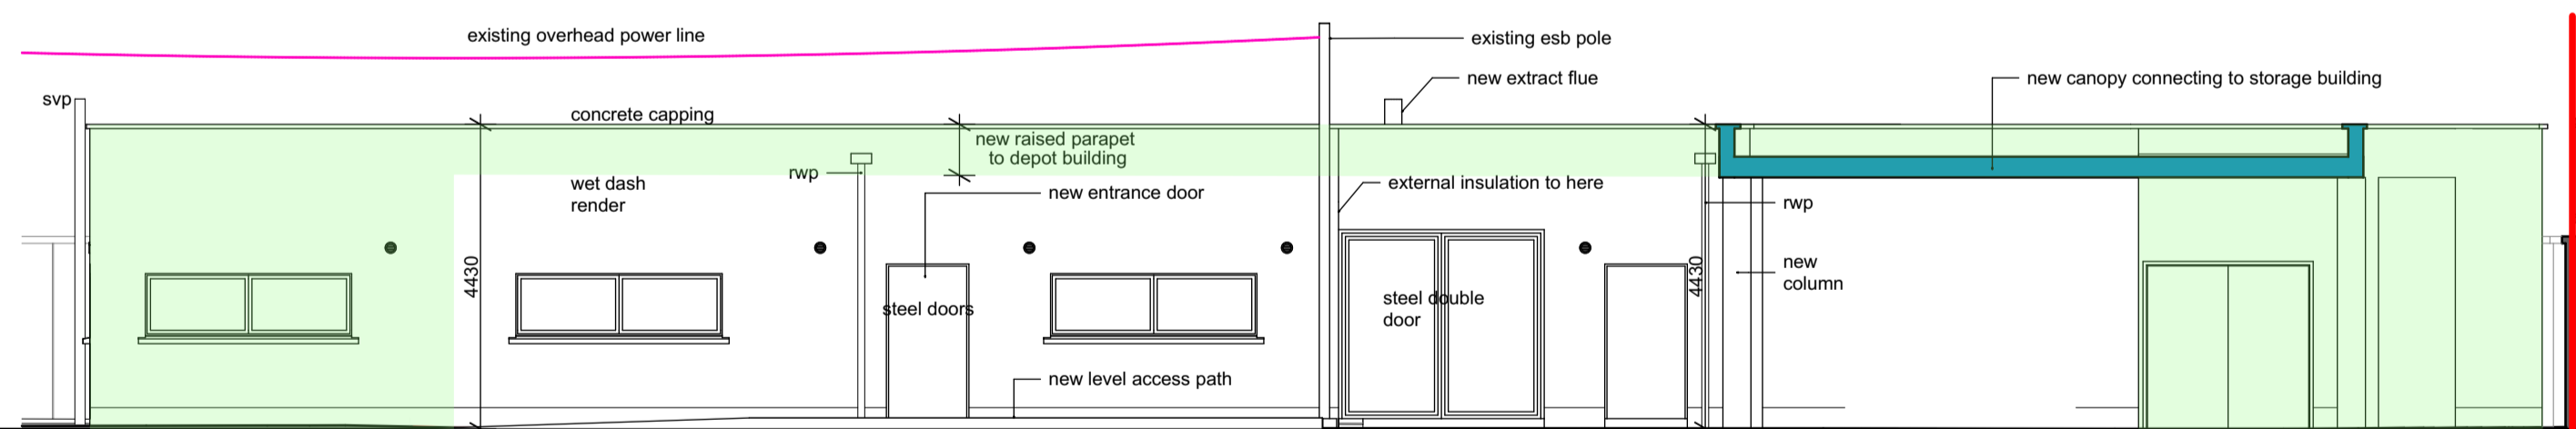 existing overhead power line
existing esb pole
new extract flue
new canopy connecting to storage building
svp
concrete capping
new raised parapet
to depot building
rwp
wet dash
render
new entrance door
external insulation to here
rwp
4430
4430
new
column
steel doors
steel double
door
new level access path